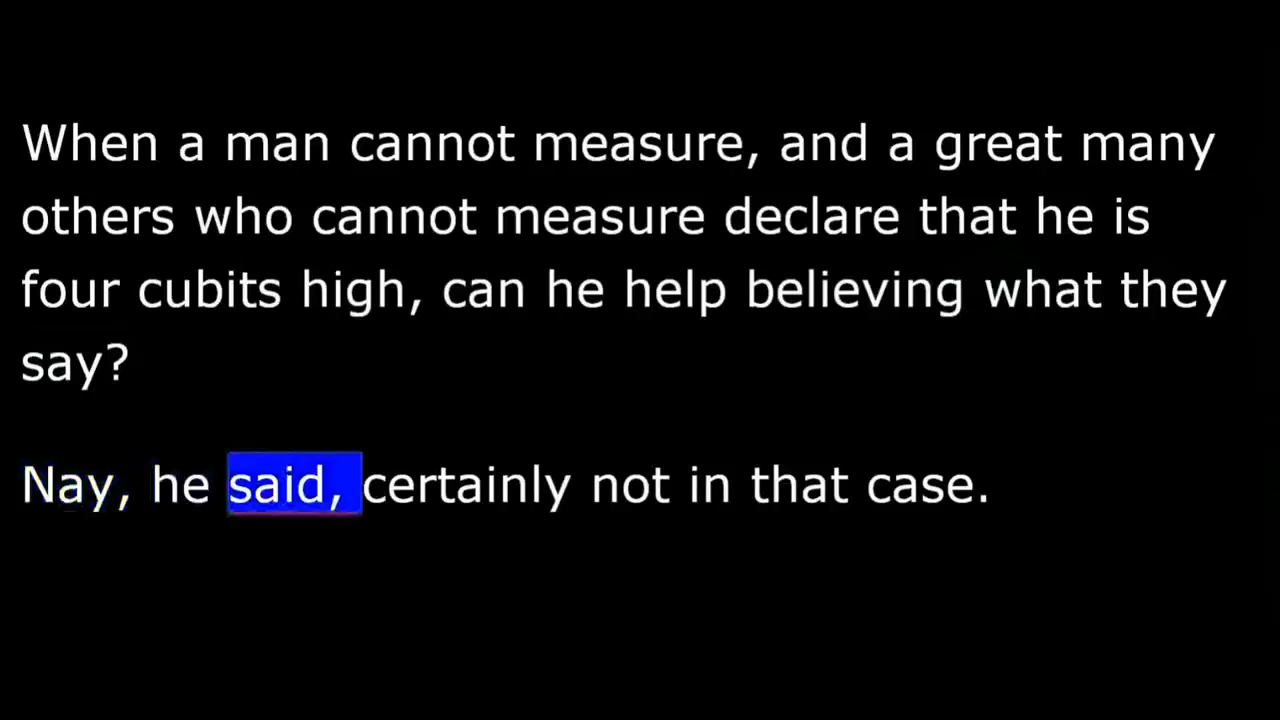 When a man cannot measure, and a great many
others who cannot measure declare that he is
four cubits high, can he help believing what they
say?
Nay, he said, certainly not in that case.